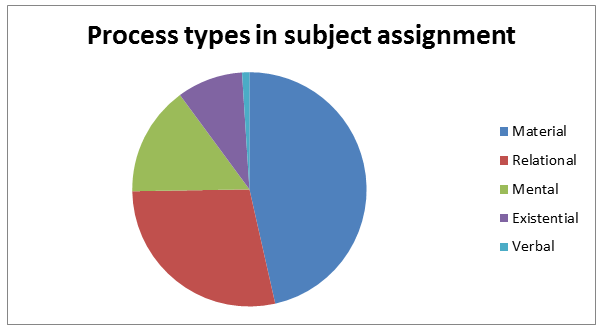 Process types in subject assignment
Material
Relational
Mental
Existential
Verbal